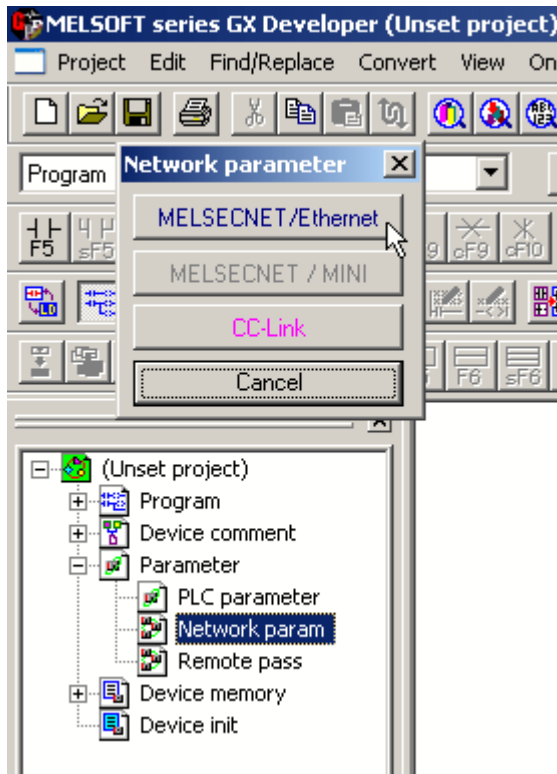 MELSOFT series GX Developer (Unset project)
Project Edit Find/Replace Convert View On
Program
Network parameter
MELSECNET/Ethernet
MELSECNET / MINI
CC-Link
Cancel
F5 sF5 9 cF9 cF10
F6 sF6
(Unset project)
Program
Device comment
Parameter
PLC parameter
Network param
Remote pass
Device memory
Device init